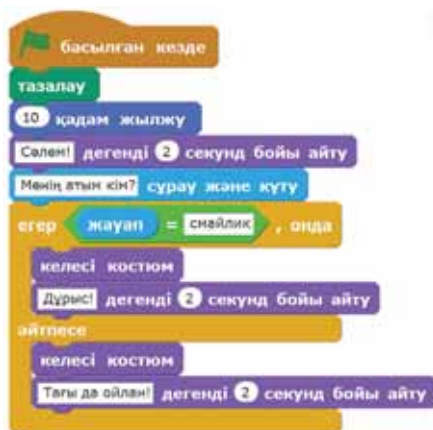 басылған кезде
тазалау
10 қадам жылжу
Сәлем! дегенді 2 секунд бойы айту
Менің атым кім? сұрау және күту
егер жауап = смайлик , онда
келесі костюм
Дұрыс! дегенді 2 секунд бойы айту
әйтпесе
келесі костюм
Тағы да ойлан! дегенді 2 секунд бойы айту